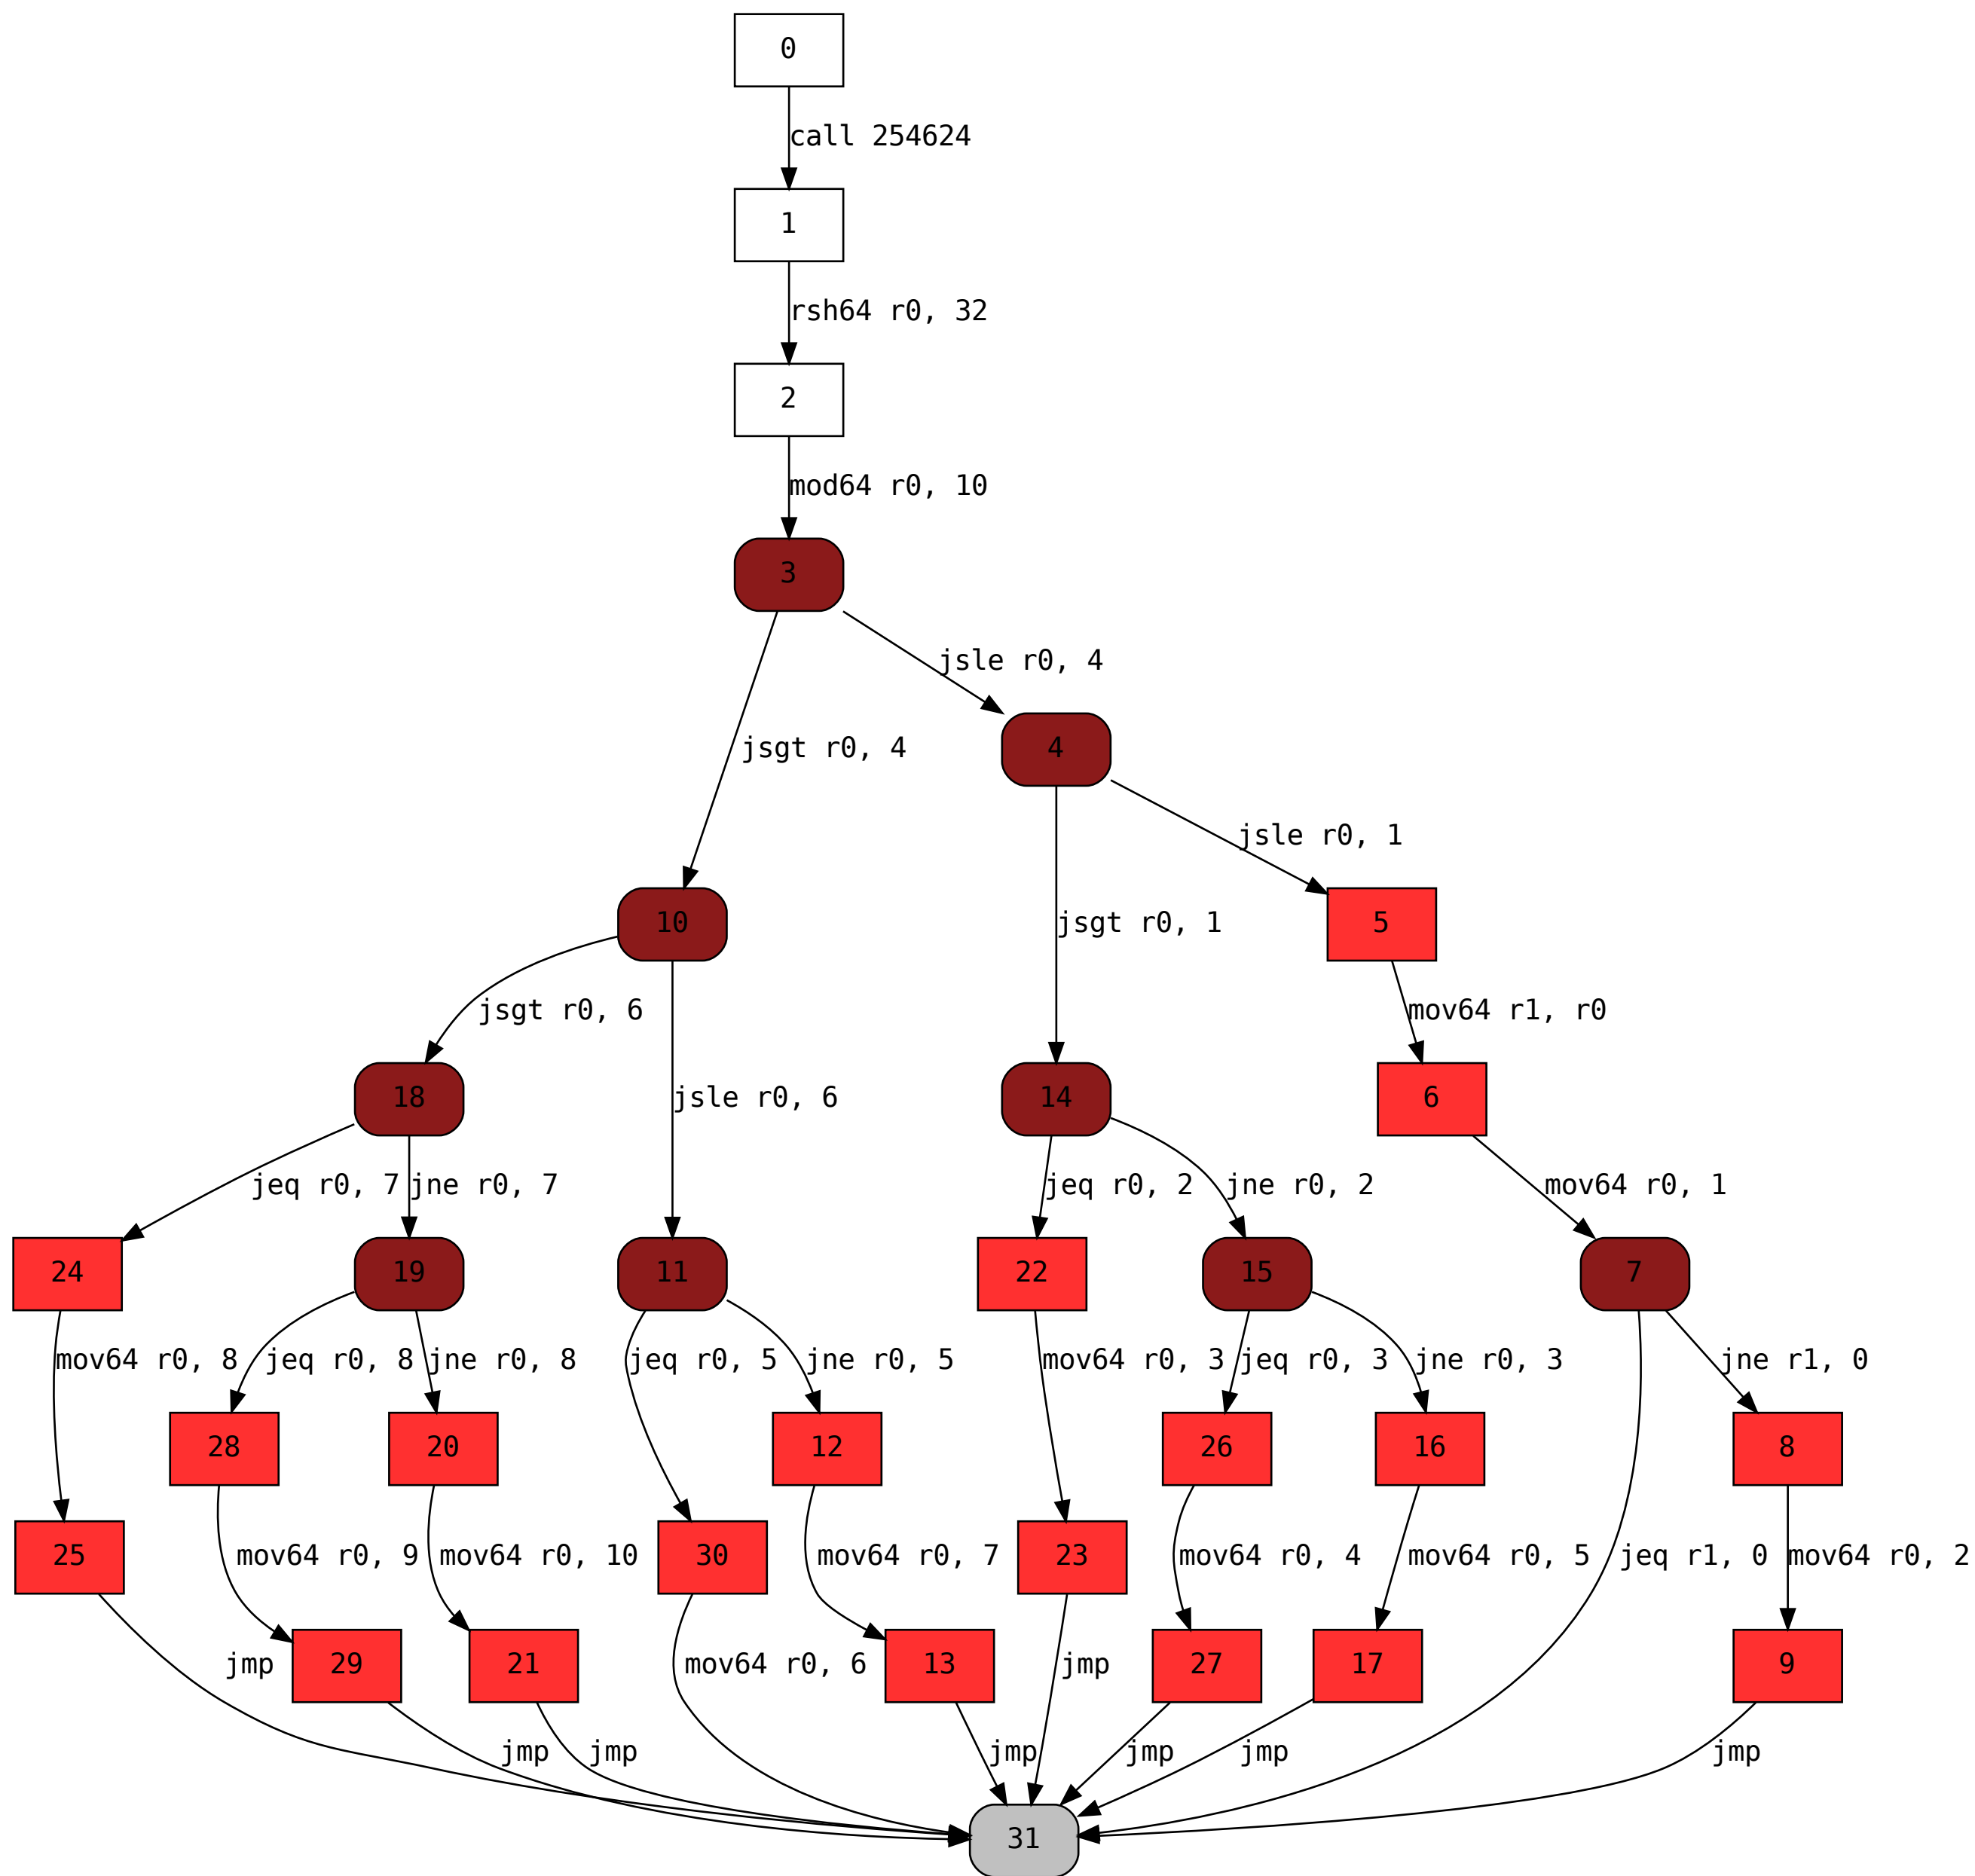 0
call 254624
1
rsh64 r0, 32
2
mod64 r0, 10
3
jsle r0, 4
jsgt r0, 4
4
jsle r0, 1
10
jsgt r0, 1
5
jsgt r0, 6
mov64 r1, r0
18
jsle r0, 6
14
6
jeq r0, 7
jne r0, 7
jeq r0, 2
jne r0, 2
mov64 r0, 1
24
19
11
22
15
7
mov64 r0, 8
jeq r0, 8
jne r0, 8
jeq r0, 5
jne r0, 5
mov64 r0, 3
jeq r0, 3
jne r0, 3
jne r1, 0
28
20
12
26
16
8
25
mov64 r0, 9
mov64 r0, 10
30
mov64 r0, 7
23
mov64 r0, 4
mov64 r0, 5
jeq r1, 0
mov64 r0, 2
jmp
29
21
mov64 r0, 6
13
jmp
27
17
9
jmp
jmp
jmp
jmp
jmp
jmp
31